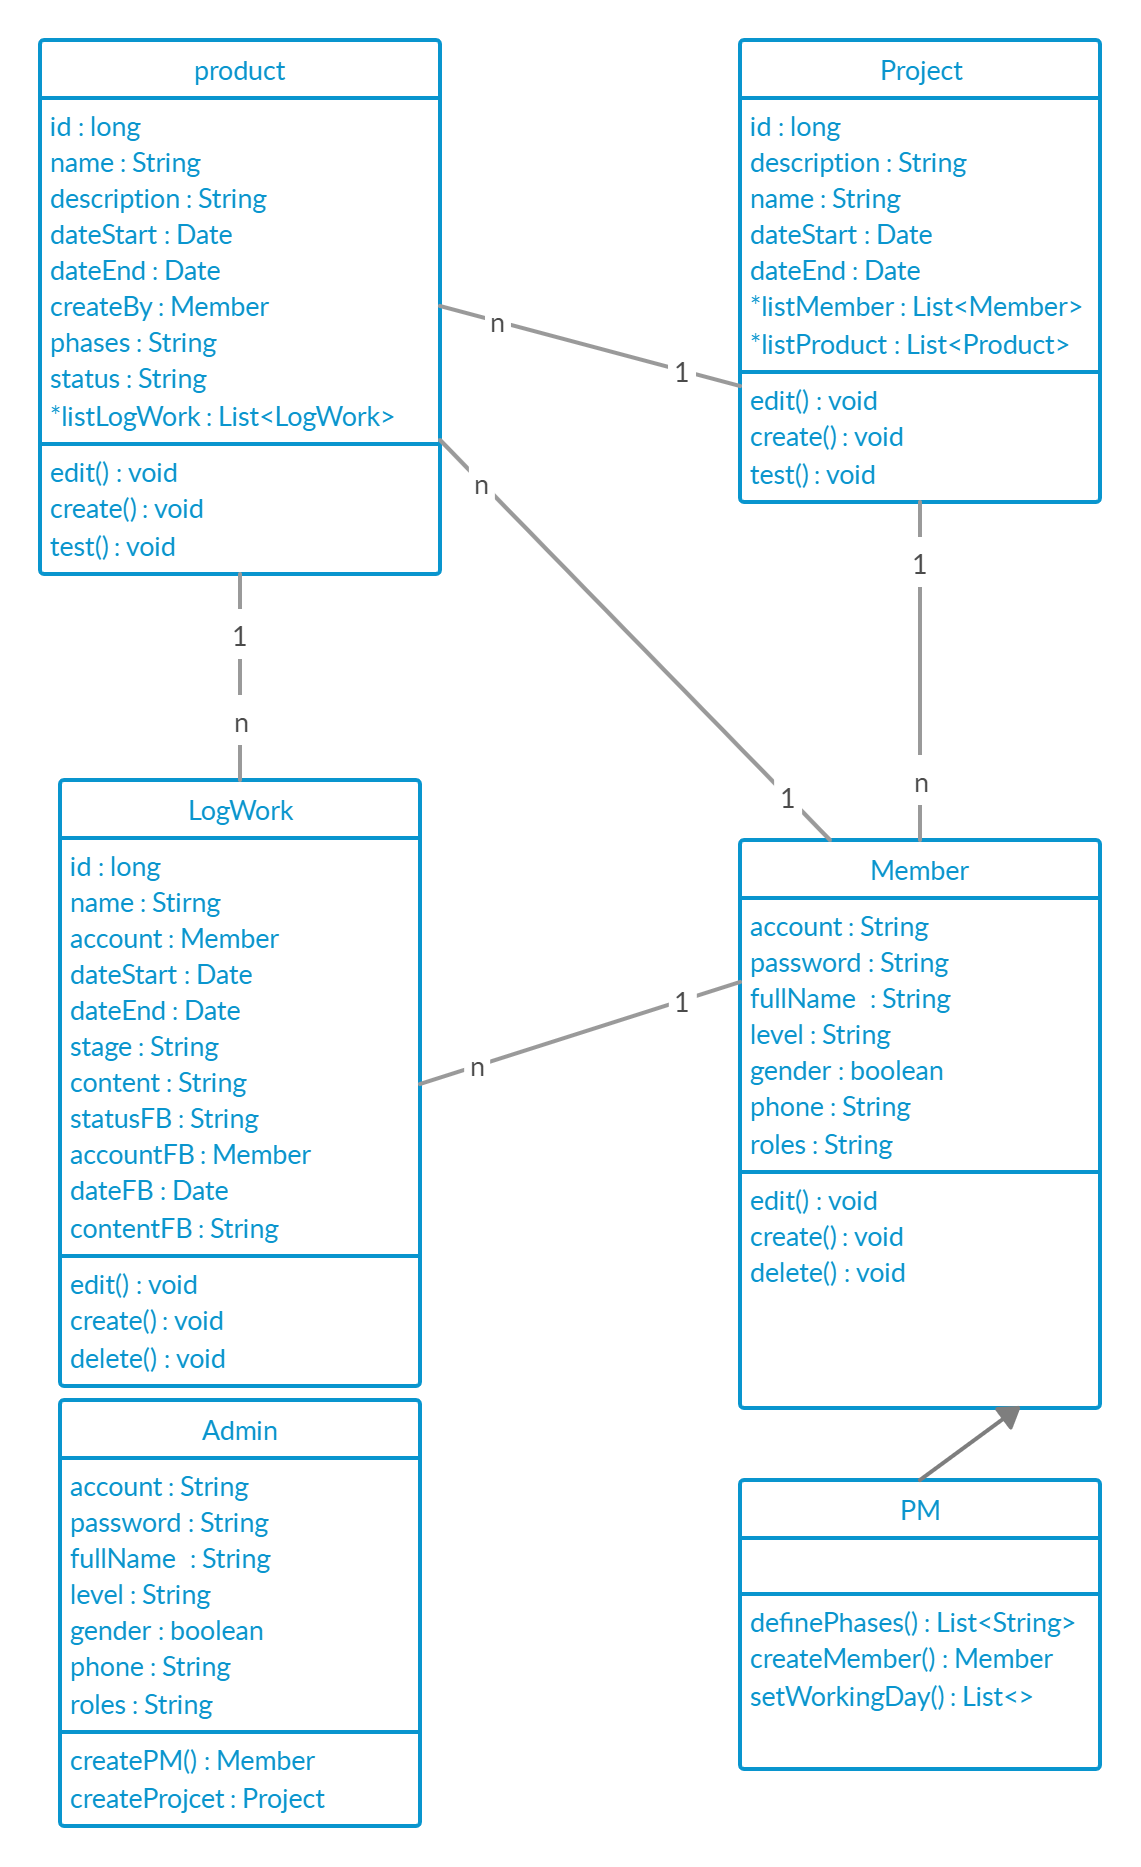 product
id : long
name : String
description : String
dateStart : Date
dateEnd : Date
createBy : Member
phases : String
status : String
*listLogWork : List<LogWork>
edit() : void
create() : void
test() : void
Project
id : long
description : String
name : String
dateStart : Date
dateEnd : Date
*listMember : List<Member>
*listProduct : List<Product>
edit() : void
create() : void
test() : void
n
1
n
1
1
n
1
n
LogWork
id : long
name : Stirng
account : Member
dateStart : Date
dateEnd : Date
stage : String
content : String
statusFB : String
accountFB : Member
dateFB : Date
contentFB : String
edit() : void
create() : void
delete() : void
n
1
Member
account : String
password : String
fullName : String
level : String
gender : boolean
phone : String
roles : String
edit() : void
create() : void
delete() : void
Admin
account : String
password : String
fullName : String
level : String
gender : boolean
phone : String
roles : String
createPM() : Member
createProjcet : Project
PM
definePhases() : List<String>
createMember() : Member
setWorkingDay() : List<>